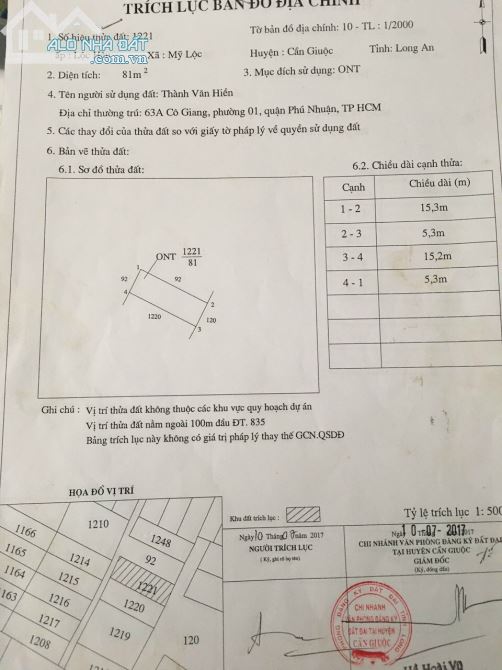 TRÍCH LỤC BẢN ĐỒ ĐỊA CHÍNH
1. Số hiệu thửa đất: 1221 Tờ bản đồ địa chính: 10 - TL : 1/2000
ALO NHÀ ĐẤT
.com.vn
ấp : Lộc Xã : Mỹ Lộc Huyện : Cần Giuộc Tỉnh: Long An
2. Diện tích: 81m² 3. Mục đích sử dụng: ONT
4. Tên người sử dụng đất: Thành Văn Hiền
Địa chỉ thường trú: 63A Cô Giang, phường 01, quận Phú Nhuận, TP HCM
5. Các thay đổi của thửa đất so với giấy tờ pháp lý về quyền sử dụng đất
6. Bản vẽ thửa đất:
6.1. Sơ đồ thửa đất:
ONT 1221
81
1
92
92
4
2
1220
120
3
6.2. Chiều dài cạnh thửa:
Cạnh Chiều dài (m)
1 - 2 15,3m
2 - 3 5,3m
3 - 4 15,2m
4 - 1 5,3m
Ghi chú : Vị trí thửa đất không thuộc các khu vực quy hoạch dự án
Vị trí thửa đất nằm ngoài 100m đầu ĐT. 835
Bảng trích lục này không có giá trị pháp lý thay thế GCN.QSDĐ
HỌA ĐỒ VỊ TRÍ
1210
1166
1248
1165
1214
92
1164
1215
1221
163
1216
1220
1217
1219
120
1208
Khu đất trích lục :
Tỷ lệ trích lục 1: 500
Ngày 10 tháng 07 năm 2017
NGƯỜI TRÍCH LỤC
(Ký, ghi rõ họ tên)
Ngày 10-07-2017
CHI NHÁNH VĂN PHÒNG ĐĂNG KÝ ĐẤT ĐAI
TẠI HUYỆN CẦN GIUỘC
GIÁM ĐỐC
(Ký, đóng dấu)
CHI NHÁNH
VĂN PHÒNG ĐĂNG KÝ
ĐẤT ĐAI TẠI HUYỆN
CẦN GIUỘC
Hoài Vũ